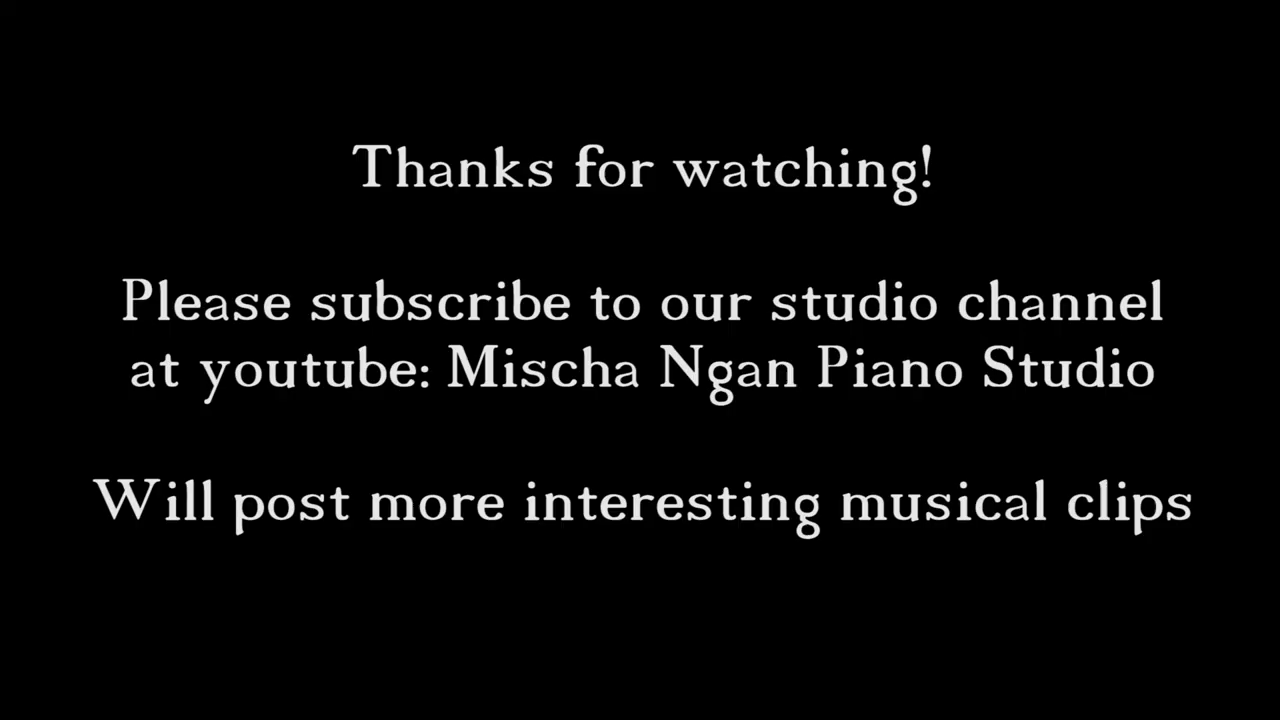 Thanks for watching!
Please subscribe to our studio channel
at youtube: Mischa Ngan Piano Studio
Will post more interesting musical clips